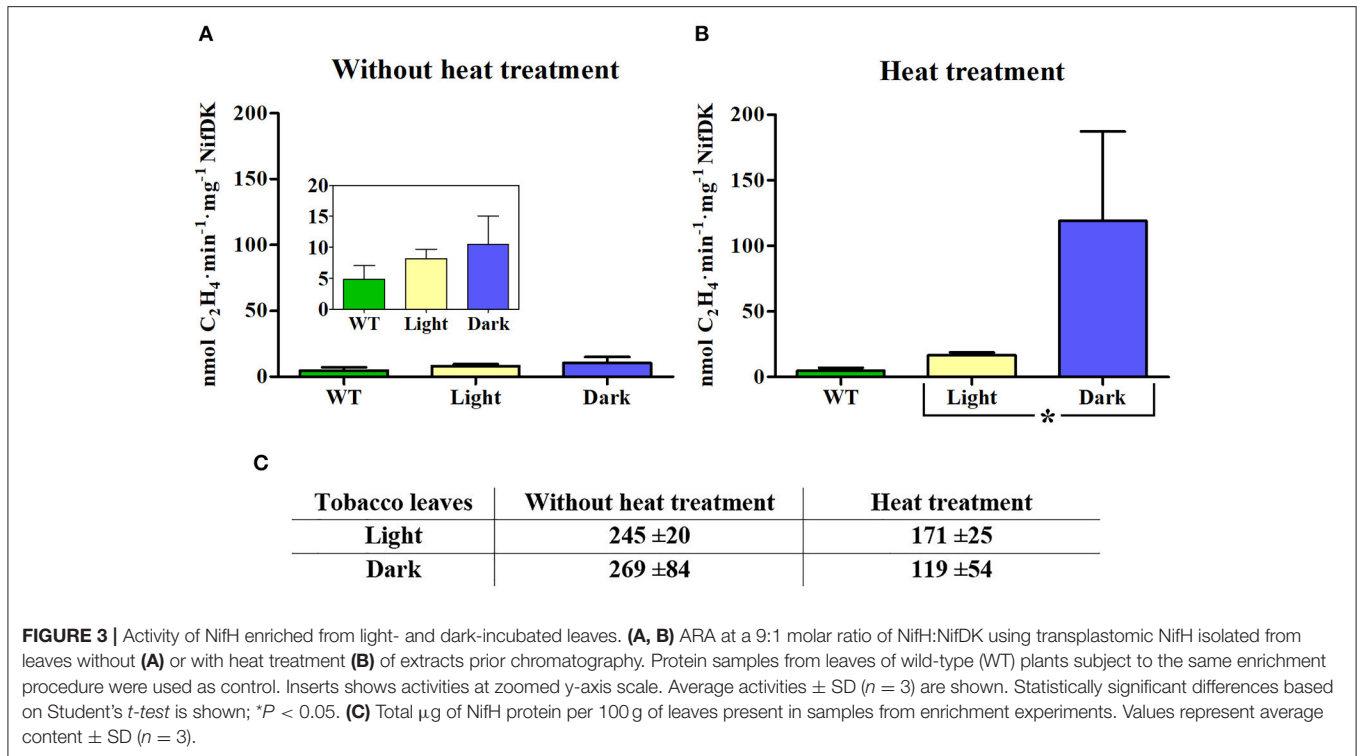 A
Without heat treatment
nmol C₂H₄·min⁻¹·mg⁻¹ NifDK
200
150
100
50
0
20
15
10
5
0
WT Light Dark
WT Light Dark
B
Heat treatment
nmol C₂H₄·min⁻¹·mg⁻¹ NifDK
200
150
100
50
0
WT Light Dark
*
C
Tobacco leaves Without heat treatment Heat treatment
Light 245 ±20 171 ±25
Dark 269 ±84 119 ±54
FIGURE 3 | Activity of NifH enriched from light- and dark-incubated leaves. (A, B) ARA at a 9:1 molar ratio of NifH:NifDK using transplastomic NifH isolated from
leaves without (A) or with heat treatment (B) of extracts prior chromatography. Protein samples from leaves of wild-type (WT) plants subject to the same enrichment
procedure were used as control. Inserts shows activities at zoomed y-axis scale. Average activities ± SD (n = 3) are shown. Statistically significant differences based
on Student's t-test is shown; *P < 0.05. (C) Total μg of NifH protein per 100 g of leaves present in samples from enrichment experiments. Values represent average
content ± SD (n = 3).